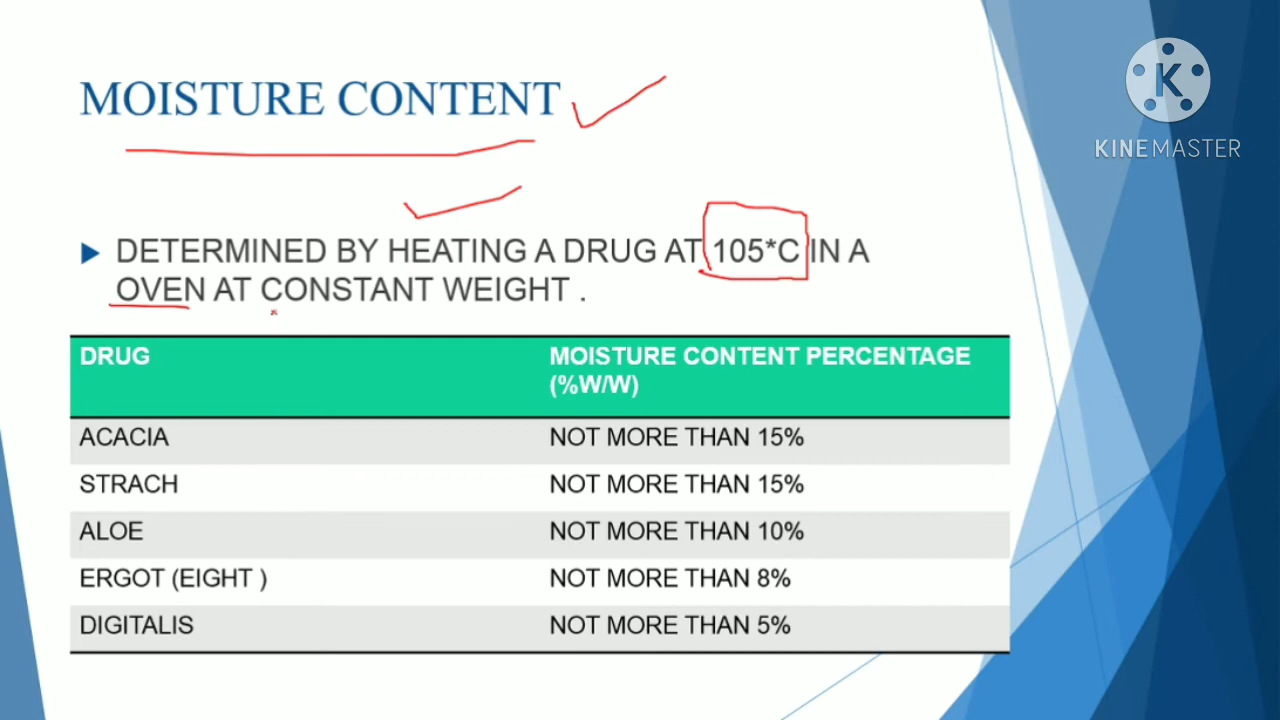 MOISTURE CONTENT
KINEMASTER
DETERMINED BY HEATING A DRUG AT 105*C IN A
OVEN AT CONSTANT WEIGHT .
DRUG MOISTURE CONTENT PERCENTAGE
(%W/W)
ACACIA NOT MORE THAN 15%
STRACH NOT MORE THAN 15%
ALOE NOT MORE THAN 10%
ERGOT (EIGHT ) NOT MORE THAN 8%
DIGITALIS NOT MORE THAN 5%